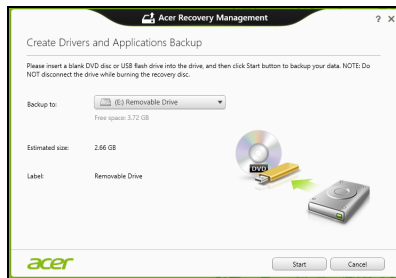 Acer Recovery Management
? X
Create Drivers and Applications Backup
Please insert a blank DVD disc or USB flash drive into the drive, and then click Start button to backup your data. NOTE: Do
NOT disconnect the drive while burning the recovery disc.
Backup to: (E:) Removable Drive
Free space: 3.72 GB
Estimated size: 2.66 GB
DVD
Label: Removable Drive
acer
Start Cancel